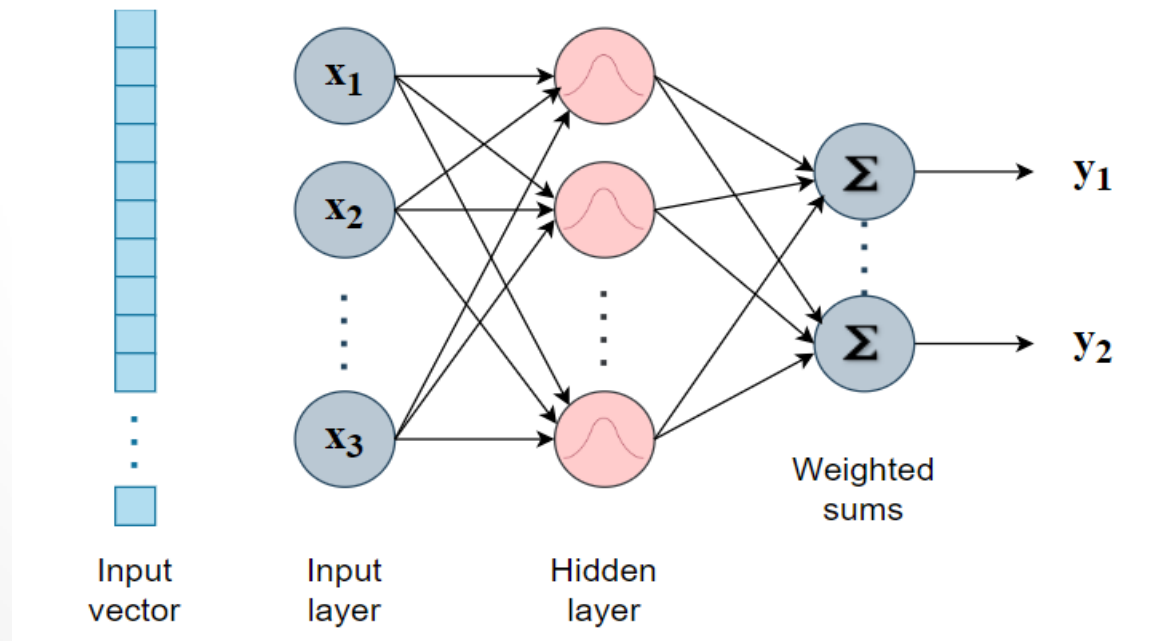 x₁
x₂
x₃
Σ
Σ
y₁
y₂
Weighted
sums
Input
vector
Input
layer
Hidden
layer